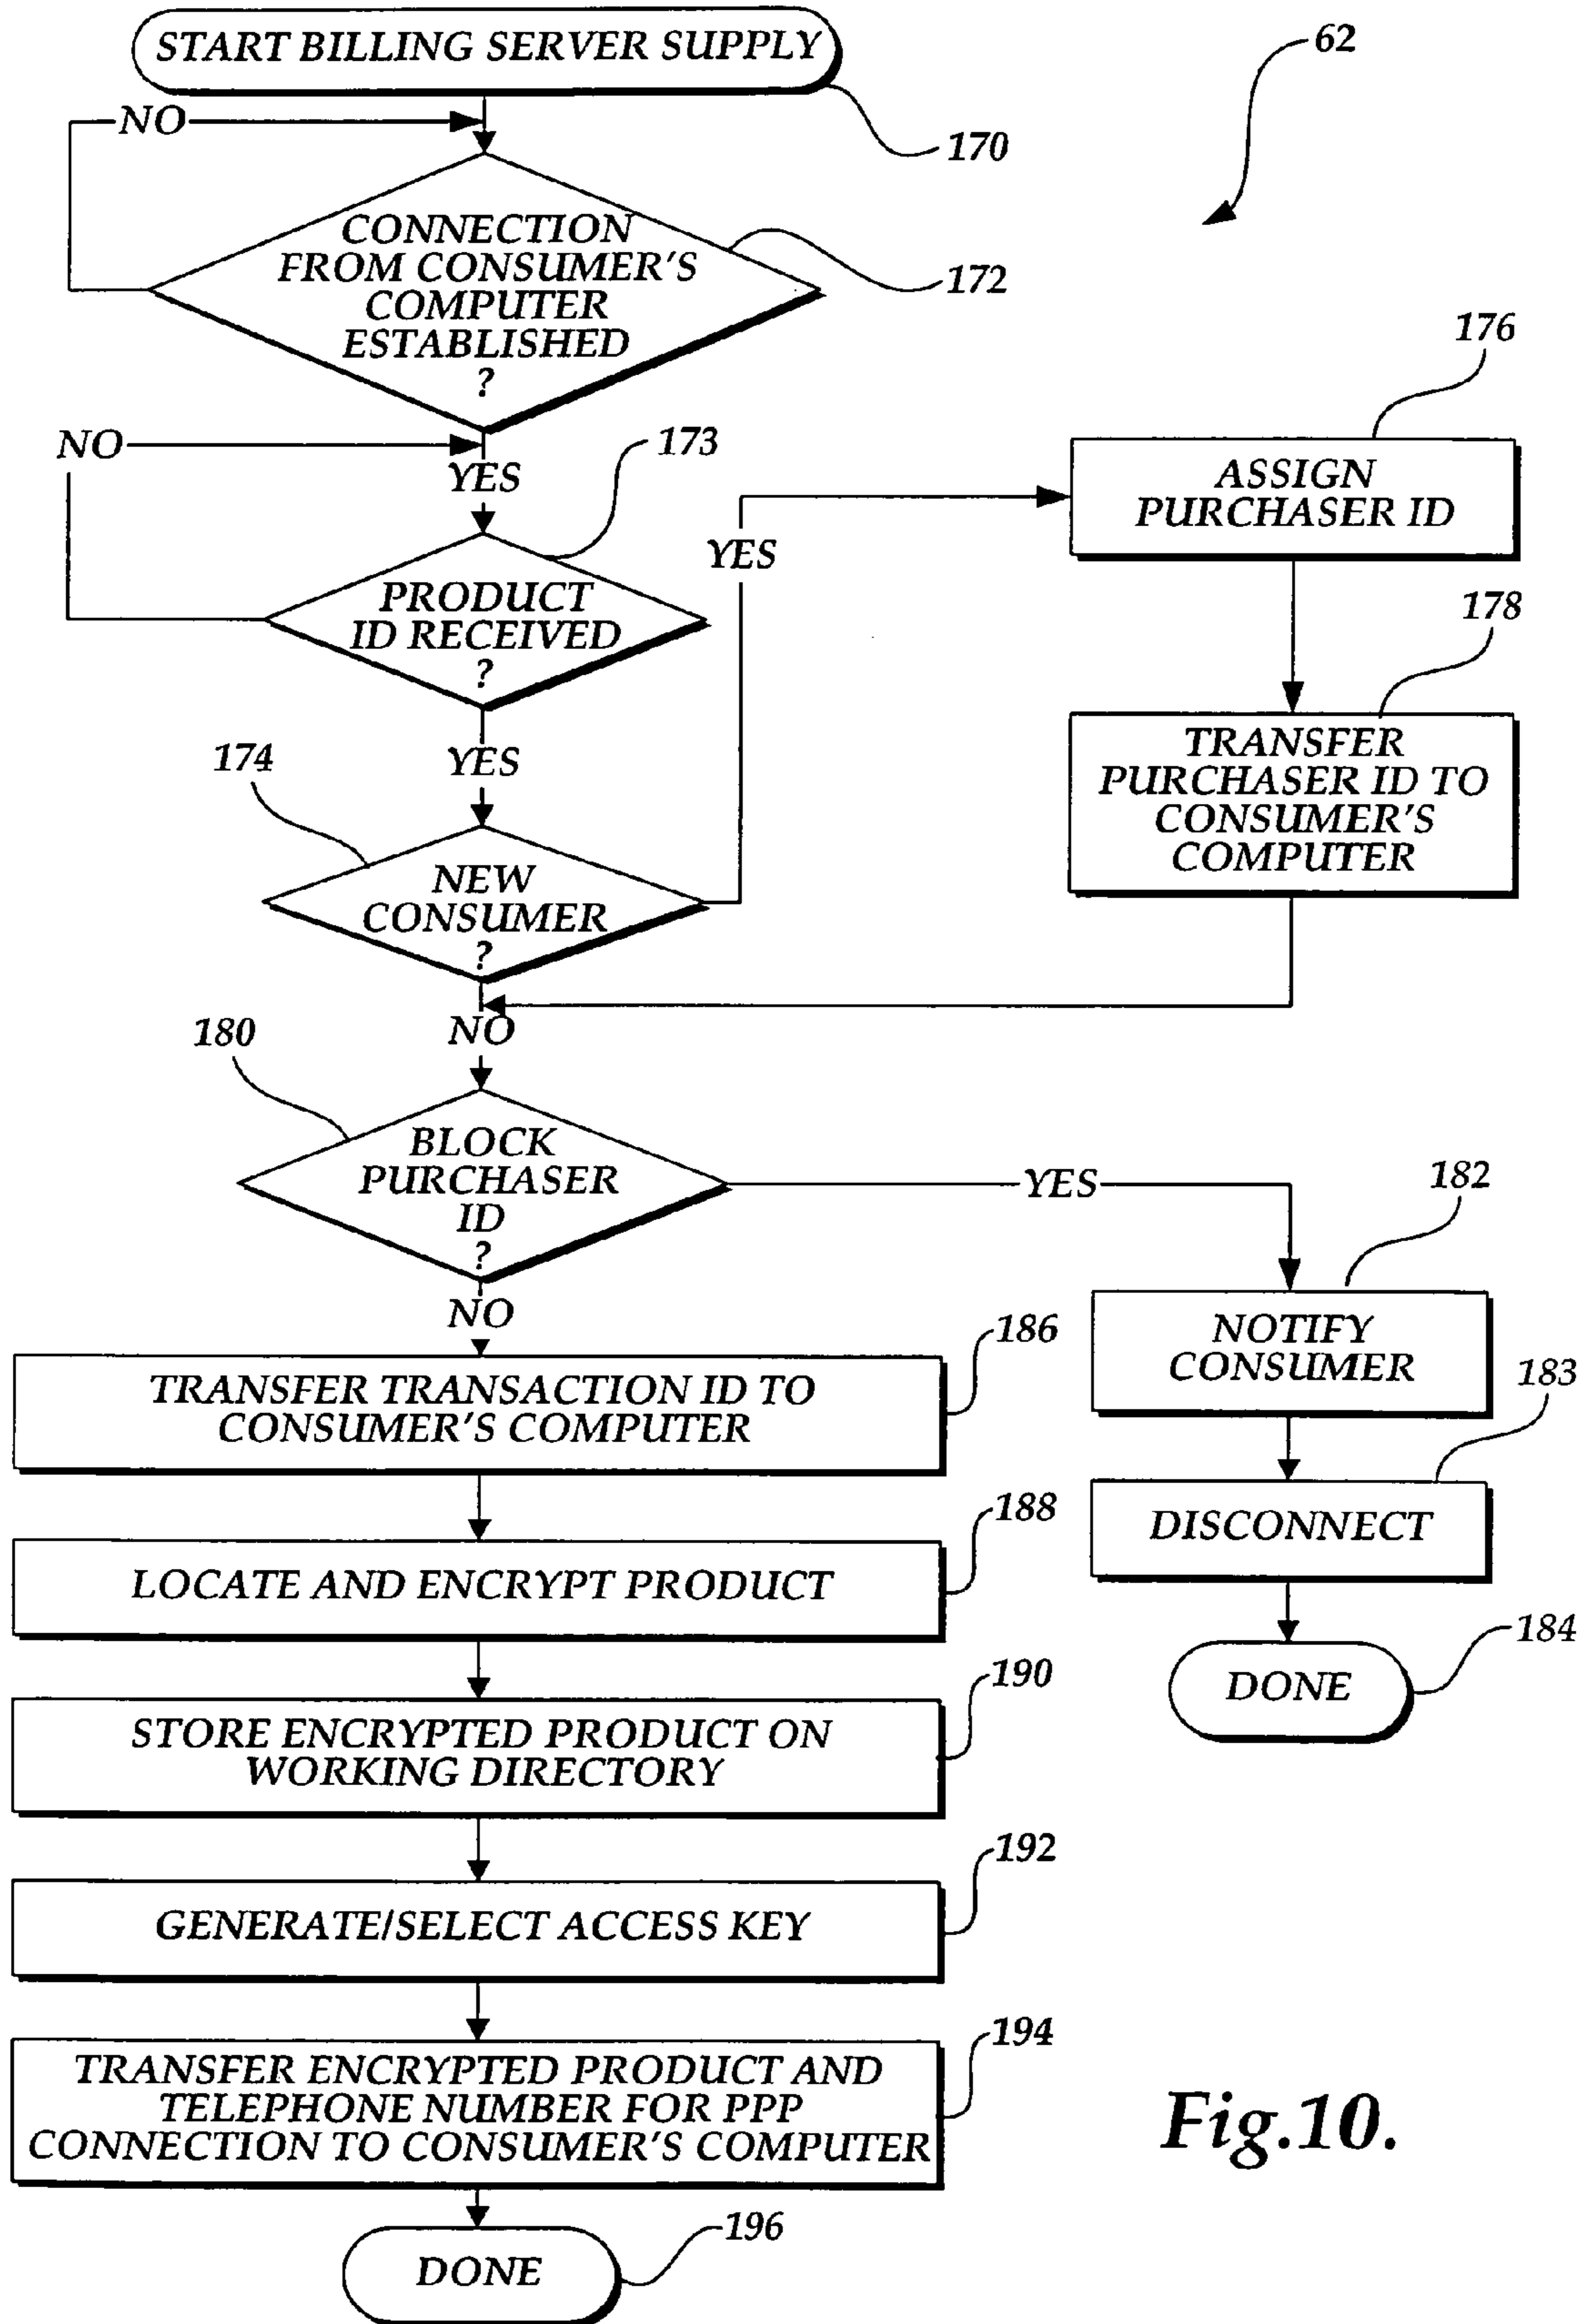 START BILLING SERVER SUPPLY
62
NO
170
CONNECTION
FROM CONSUMER'S
COMPUTER
ESTABLISHED
?
172
176
NO
173
YES
ASSIGN
PURCHASER ID
YES
PRODUCT
ID RECEIVED
?
178
174
YES
TRANSFER
PURCHASER ID TO
CONSUMER'S
COMPUTER
NEW
CONSUMER
?
180
NO
BLOCK
PURCHASER
ID
?
YES
182
NO
NOTIFY
CONSUMER
186
183
TRANSFER TRANSACTION ID TO
CONSUMER'S COMPUTER
188
DISCONNECT
LOCATE AND ENCRYPT PRODUCT
184
190
DONE
STORE ENCRYPTED PRODUCT ON
WORKING DIRECTORY
192
GENERATE/SELECT ACCESS KEY
194
TRANSFER ENCRYPTED PRODUCT AND
TELEPHONE NUMBER FOR PPP
CONNECTION TO CONSUMER'S COMPUTER
Fig.10.
196
DONE